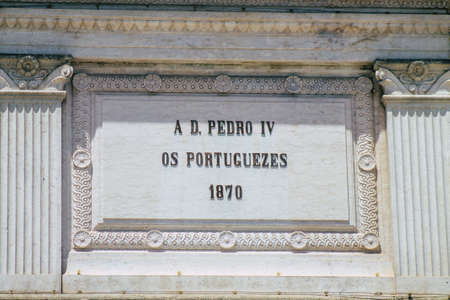 A D. PEDRO IV
OS PORTUGUEZES
1870